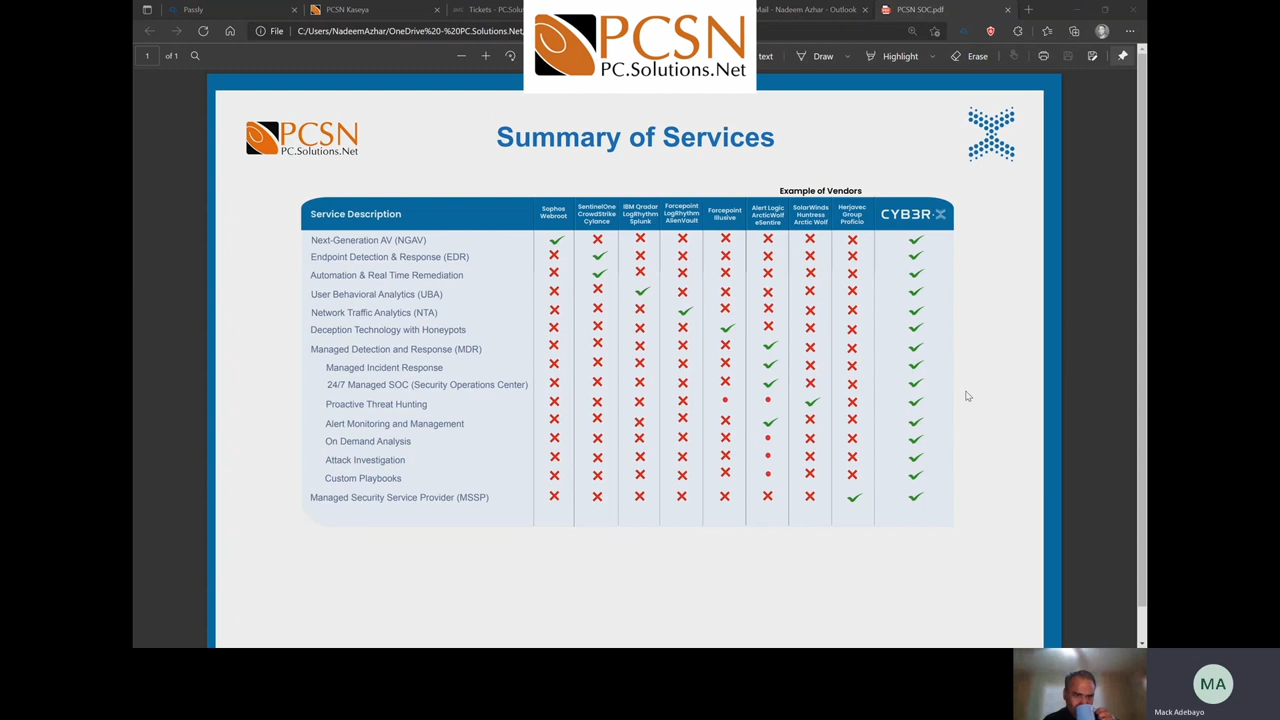 Passly
PCSN Kaseya
Tickets - PC.Solu
Mail - Nadeem Azhar - Outlook
PCSN SOC.pdf
File
C:/Users/NadeemAzhar/OneDrive%20-%20PC.Solutions.Net
1
of 1
text
Draw
Highlight
Erase
PCSN
PC.Solutions.Net
PCSN
PC.Solutions.Net
Summary of Services
Example of Vendors
Service Description
Sophos
Webroot
SentinelOne
CrowdStrike
Cylance
IBM Qradar
LogRhythm
Splunk
Forcepoint
LogRhythm
AlienVault
Forcepoint
Illusive
Alert Logic
ArcticWolf
eSentire
SolarWinds
Huntress
Arctic Wolf
Herjavec
Group
Proficio
CYB3R·X
Next-Generation AV (NGAV)
Endpoint Detection & Response (EDR)
Automation & Real Time Remediation
User Behavioral Analytics (UBA)
Network Traffic Analytics (NTA)
Deception Technology with Honeypots
Managed Detection and Response (MDR)
Managed Incident Response
24/7 Managed SOC (Security Operations Center)
Proactive Threat Hunting
Alert Monitoring and Management
On Demand Analysis
Attack Investigation
Custom Playbooks
Managed Security Service Provider (MSSP)
MA
Mack Adebayo